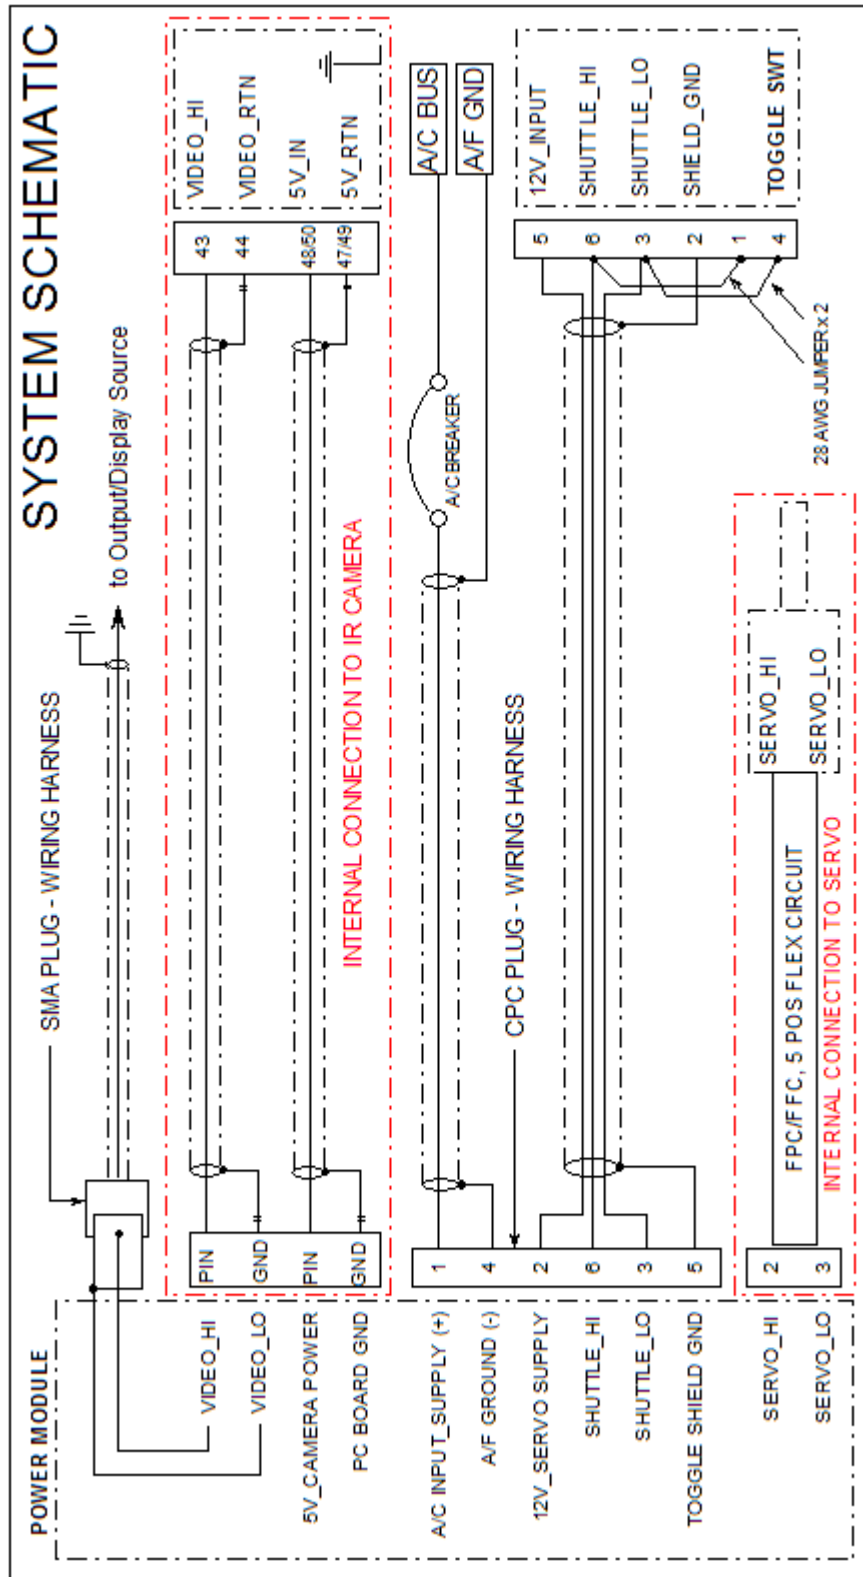 SYSTEM SCHEMATIC
POWER MODULE
SMA PLUG - WIRING HARNESS
to Output/Display Source
VIDEO_HI
VIDEO_LO
5V_CAMERA POWER
PC BOARD GND
PIN
GND
PIN
GND
43
44
48/50
47/49
VIDEO_HI
VIDEO_RTN
5V_IN
5V_RTN
INTERNAL CONNECTION TO IR CAMERA
A/C INPUT_SUPPLY (+)
A/F GROUND (-)
12V_SERVO SUPPLY
SHUTTLE_HI
SHUTTLE_LO
TOGGLE SHIELD GND
1
4
2
6
3
5
CPC PLUG - WIRING HARNESS
A/C BREAKER
A/C BUS
A/F GND
5
6
3
2
1
4
12V_INPUT
SHUTTLE_HI
SHUTTLE_LO
SHIELD_GND
TOGGLE SWT
28 AWG JUMPER x 2
SERVO_HI
SERVO_LO
2
3
FPC/FFC, 5 POS FLEX CIRCUIT
SERVO_HI
SERVO_LO
INTERNAL CONNECTION TO SERVO